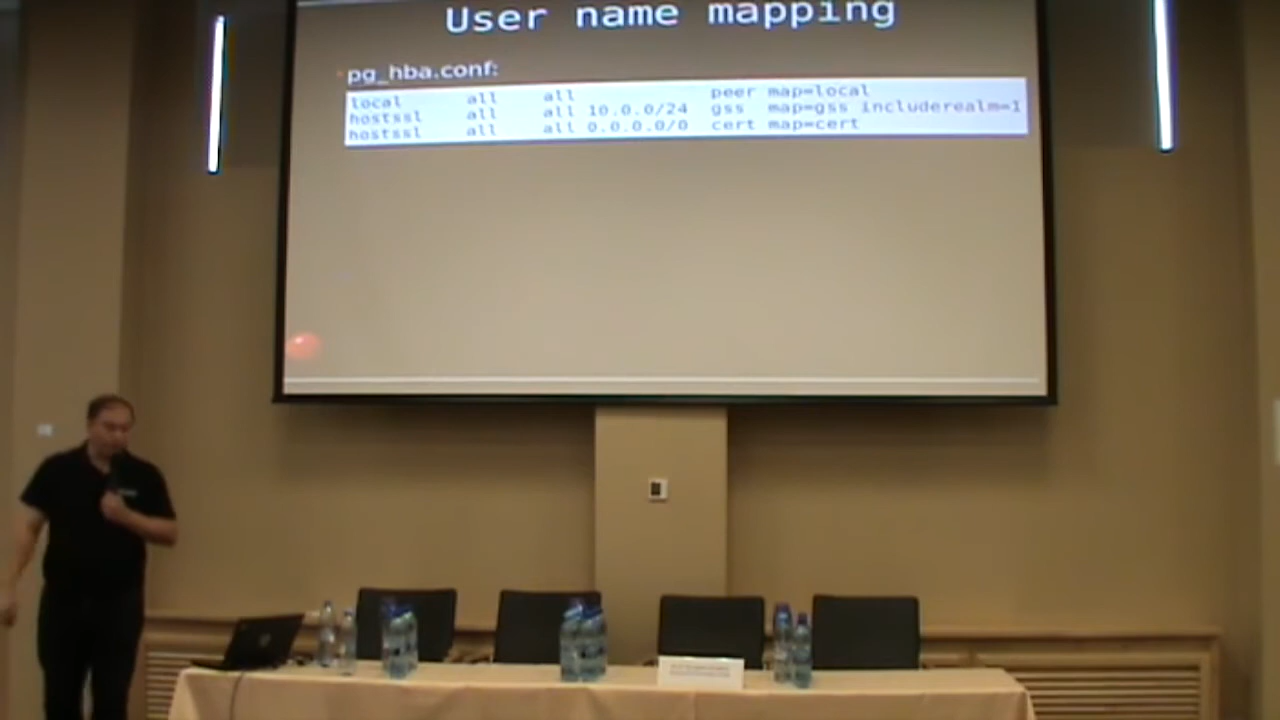 User name mapping
pg_hba.conf:
local all all peer map=local
hostssl all all 10.0.0/24 gss map=gss includerealm=1
hostssl all all 0.0.0.0/0 cert map=cert